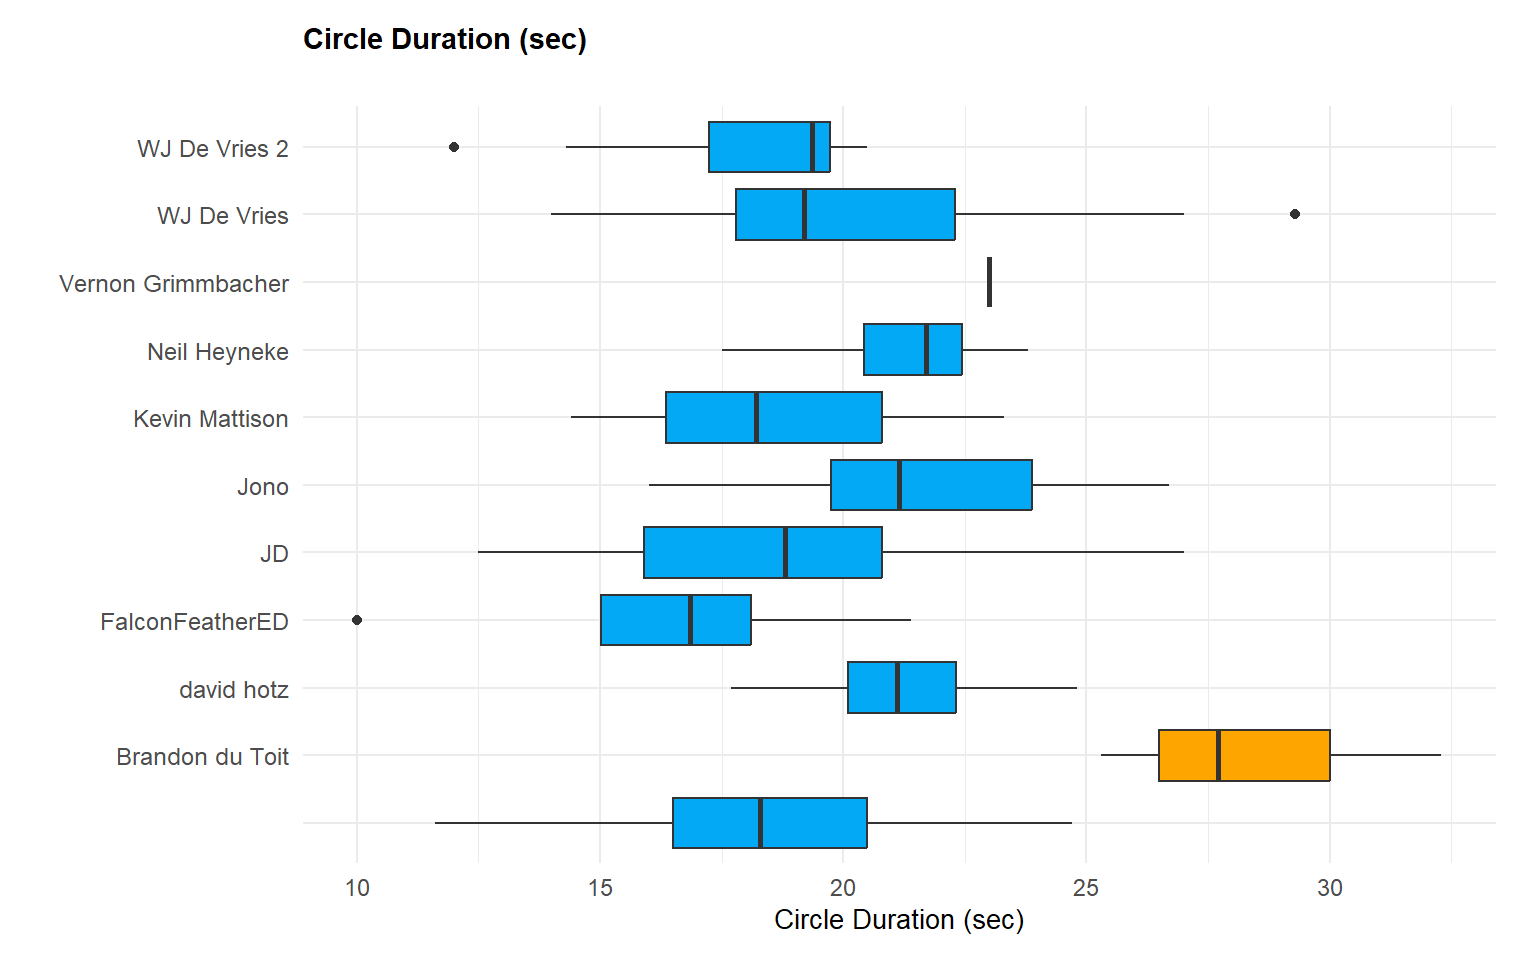 Circle Duration (sec)
WJ De Vries 2
WJ De Vries
Vernon Grimmbacher
Neil Heyneke
Kevin Mattison
Jono
JD
FalconFeatherED
david hotz
Brandon du Toit
10 15 20 25 30
Circle Duration (sec)